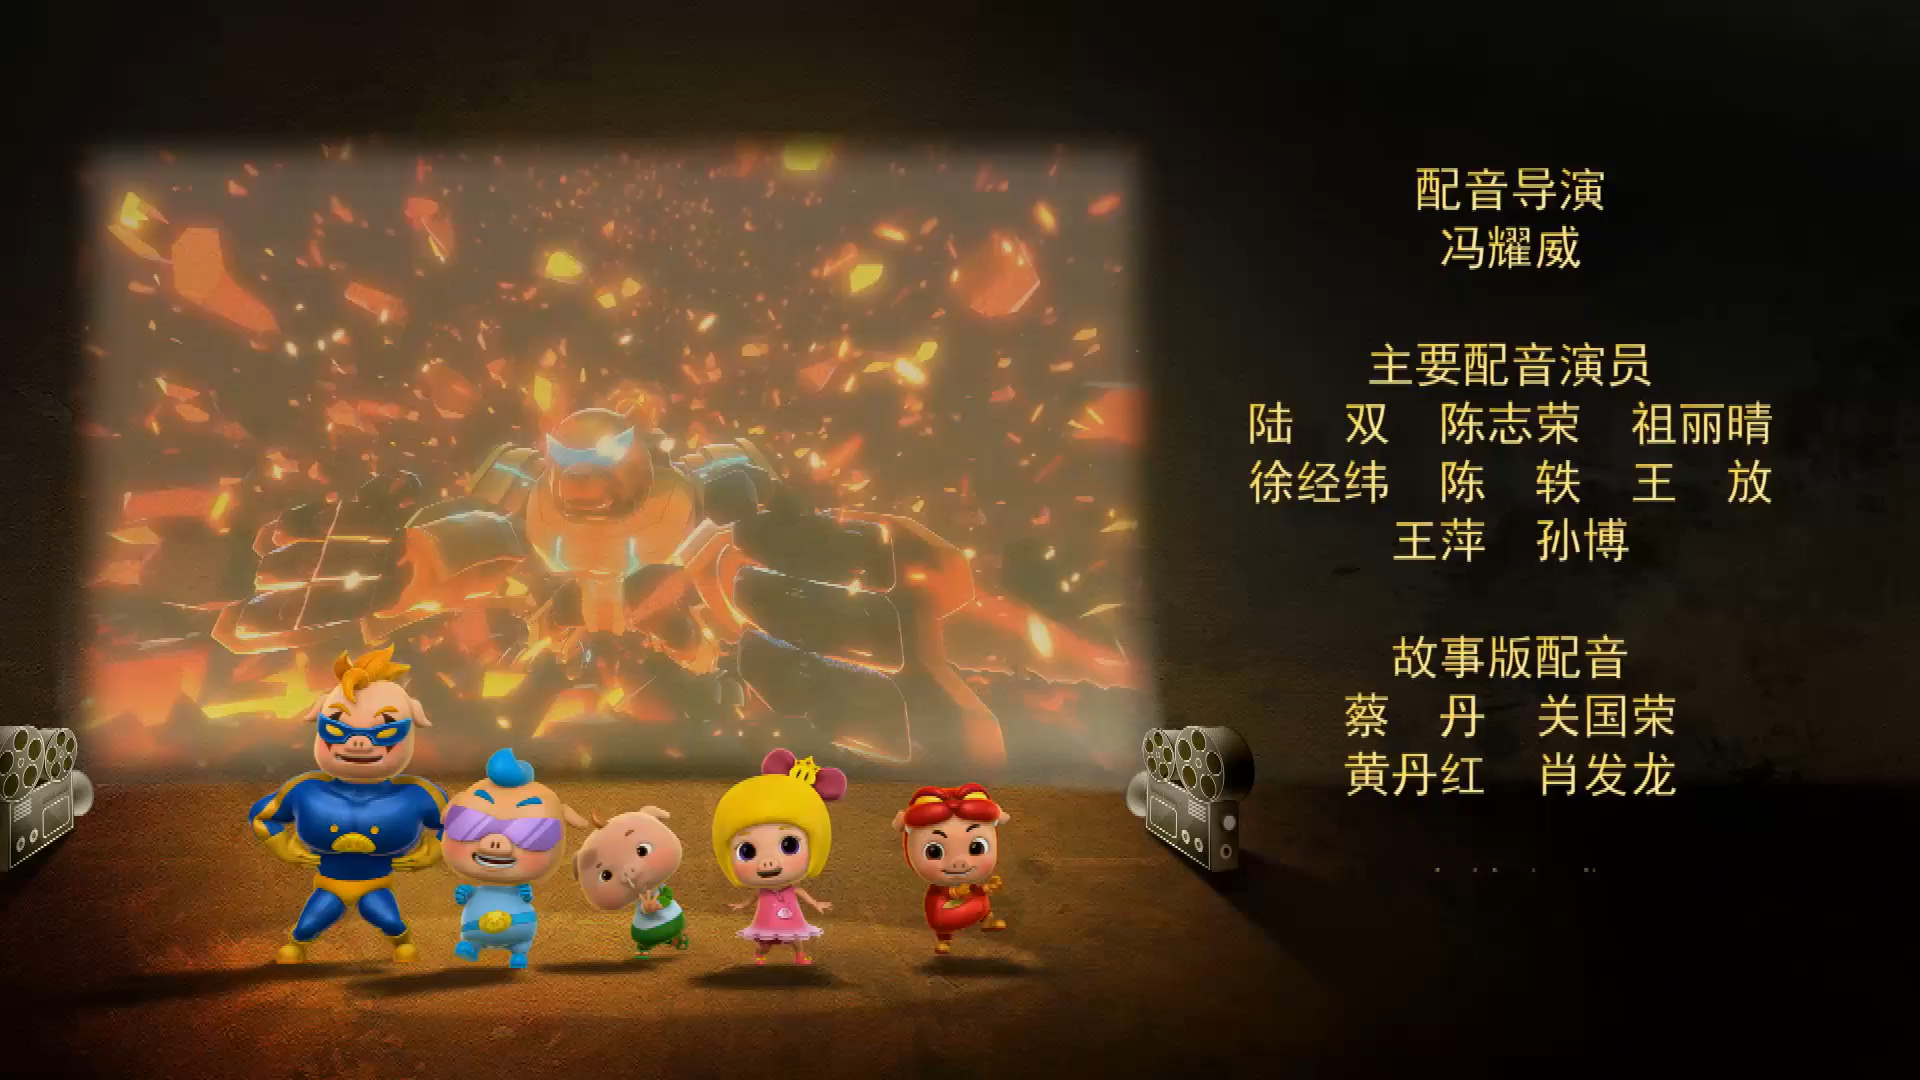 配音导演
冯耀威
主要配音演员
陆 双 陈志荣 祖丽晴
徐经纬 陈 轶 王 放
王萍 孙博
故事版配音
蔡 丹 关国荣
黄丹红 肖发龙